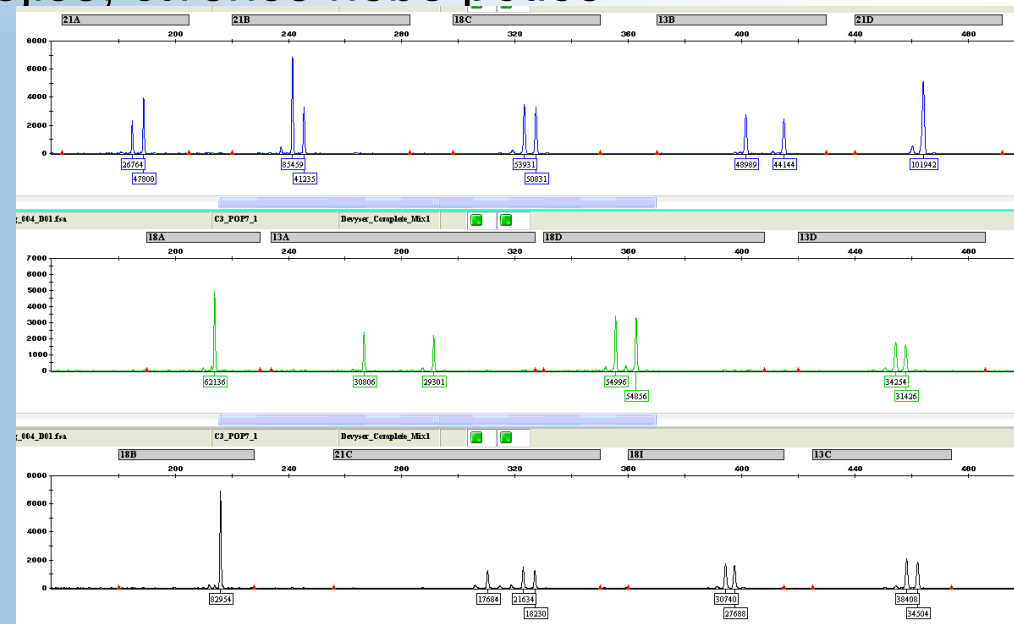 21A 21B 18C 13B 21D
200 240 280 320 360 400 440 480
8000
6000
4000
2000
0
26764 85459 53931 48989 44144 101942
47800 41235 50831
_004_D01.fsa C3_POP7_1 Devyser_Complete_Mix1
18A 13A 18D 13D
200 240 280 320 360 400 440 480
7000
6000
5000
4000
3000
2000
1000
0
62136 30806 29301 54996 34254
54856 31426
_004_D01.fsa C3_POP7_1 Devyser_Complete_Mix1
18B 21C 18I 13C
200 240 280 320 360 400 440 480
8000
6000
4000
2000
0
82954 17684 21634 30740 38408
18230 27688 34504